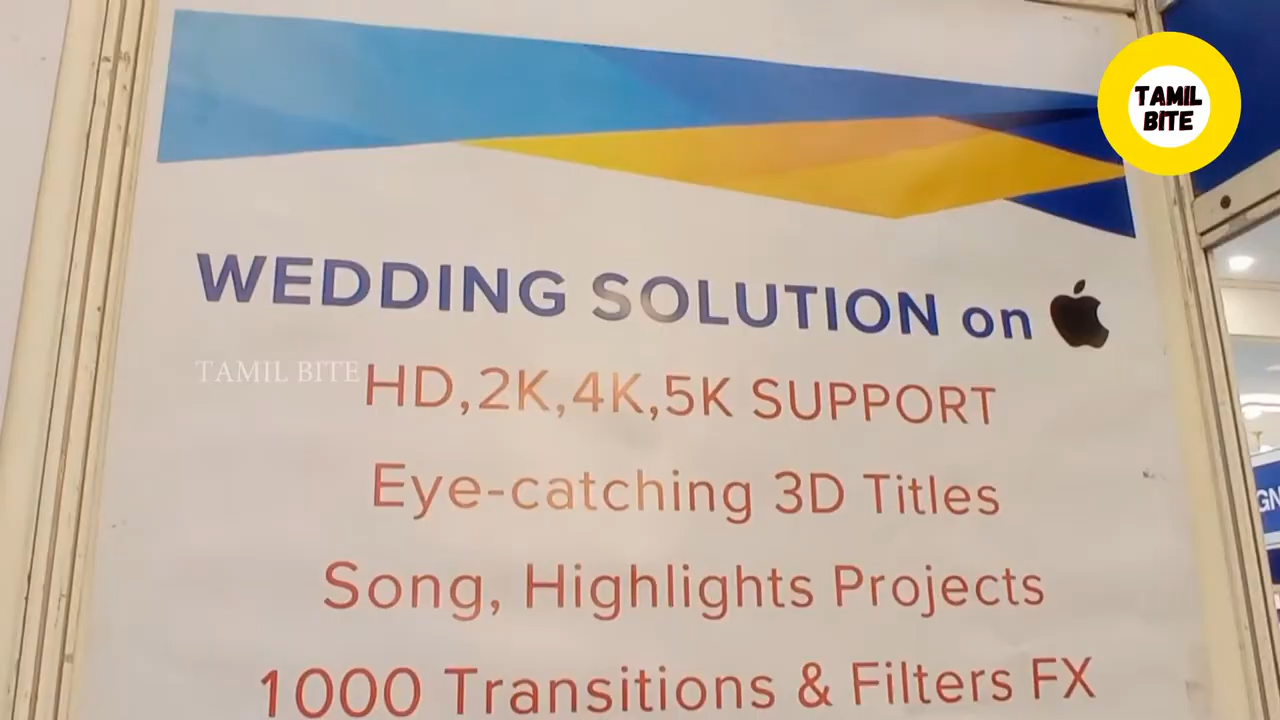 TAMIL
BITE
WEDDING SOLUTION on
TAMIL BITE
HD,2K,4K,5K SUPPORT
Eye-catching 3D Titles
Song, Highlights Projects
1000 Transitions & Filters FX